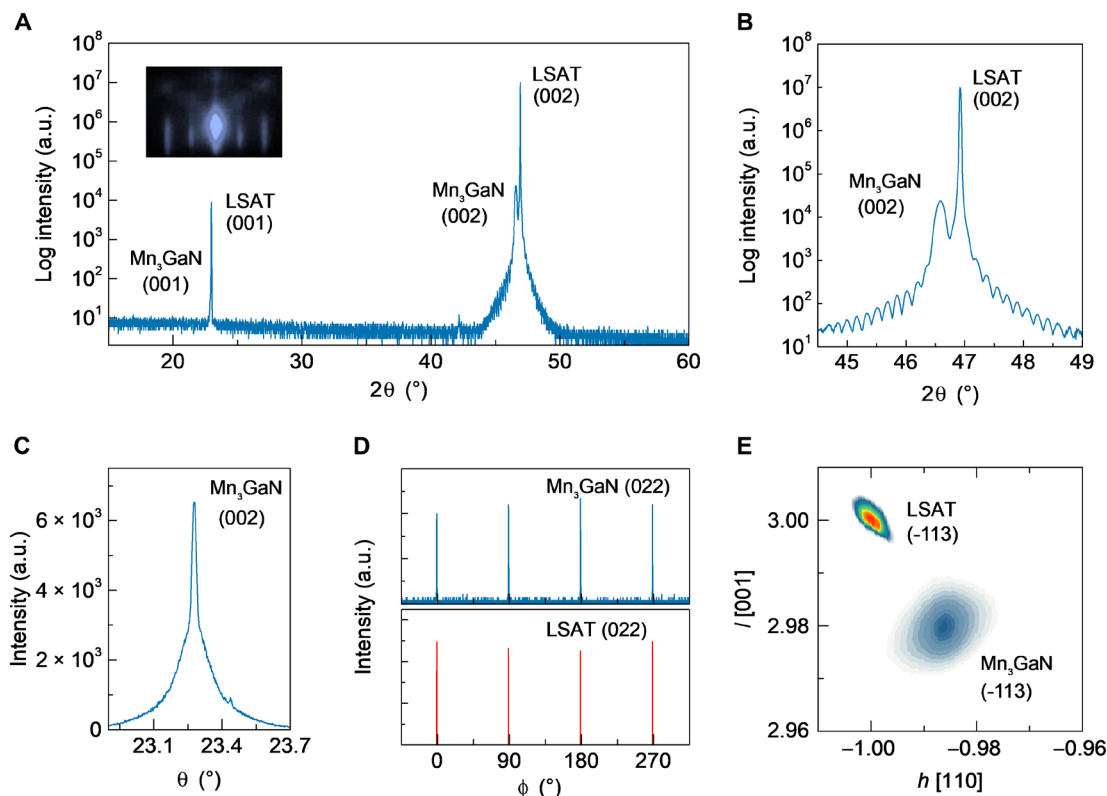 A
Log intensity (a.u.)
10⁸
10⁷
10⁶
10⁵
10⁴
10³
10²
10¹
LSAT
(002)
Mn₃GaN
(002)
LSAT
(001)
Mn₃GaN
(001)
20 30 40 50 60
2θ (°)
B
Log intensity (a.u.)
10⁸
10⁷
10⁶
10⁵
10⁴
10³
10²
10¹
LSAT
(002)
Mn₃GaN
(002)
45 46 47 48 49
2θ (°)
C
Intensity (a.u.)
6 × 10³
4 × 10³
2 × 10³
0
Mn₃GaN
(002)
23.1 23.4 23.7
θ (°)
D
Intensity (a.u.)
Mn₃GaN (022)
LSAT (022)
0 90 180 270
ϕ (°)
E
l [001]
3.00
2.98
2.96
LSAT
(-113)
Mn₃GaN
(-113)
−1.00 −0.98 −0.96
h [110]